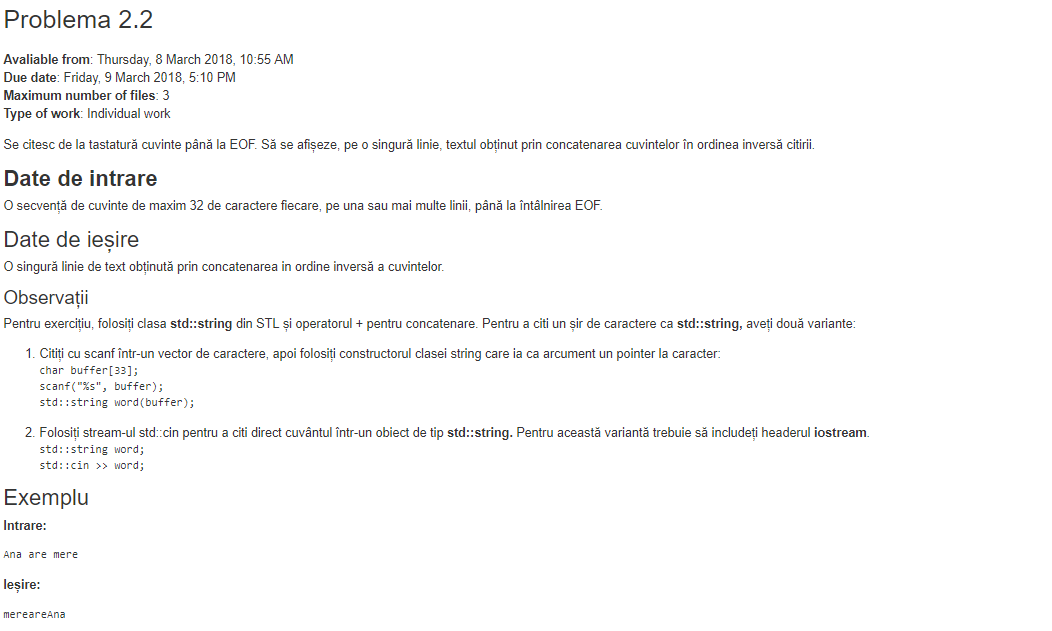 Problema 2.2
Avaliable from: Thursday, 8 March 2018, 10:55 AM
Due date: Friday, 9 March 2018, 5:10 PM
Maximum number of files: 3
Type of work: Individual work
Se citesc de la tastatură cuvinte până la EOF. Să se afișeze, pe o singură linie, textul obținut prin concatenarea cuvintelor în ordinea inversă citirii.
Date de intrare
O secvență de cuvinte de maxim 32 de caractere fiecare, pe una sau mai multe linii, până la întâlnirea EOF.
Date de ieșire
O singură linie de text obținută prin concatenarea in ordine inversă a cuvintelor.
Observații
Pentru exercițiu, folosiți clasa std::string din STL și operatorul + pentru concatenare. Pentru a citi un șir de caractere ca std::string, aveți două variante:
1. Citiți cu scanf într-un vector de caractere, apoi folosiți constructorul clasei string care ia ca arcument un pointer la caracter:
char buffer[33];
scanf("%s", buffer);
std::string word(buffer);
2. Folosiți stream-ul std::cin pentru a citi direct cuvântul într-un obiect de tip std::string. Pentru această variantă trebuie să includeți headerul iostream.
std::string word;
std::cin >> word;
Exemplu
Intrare:
Ana are mere
Ieșire:
mereareAna